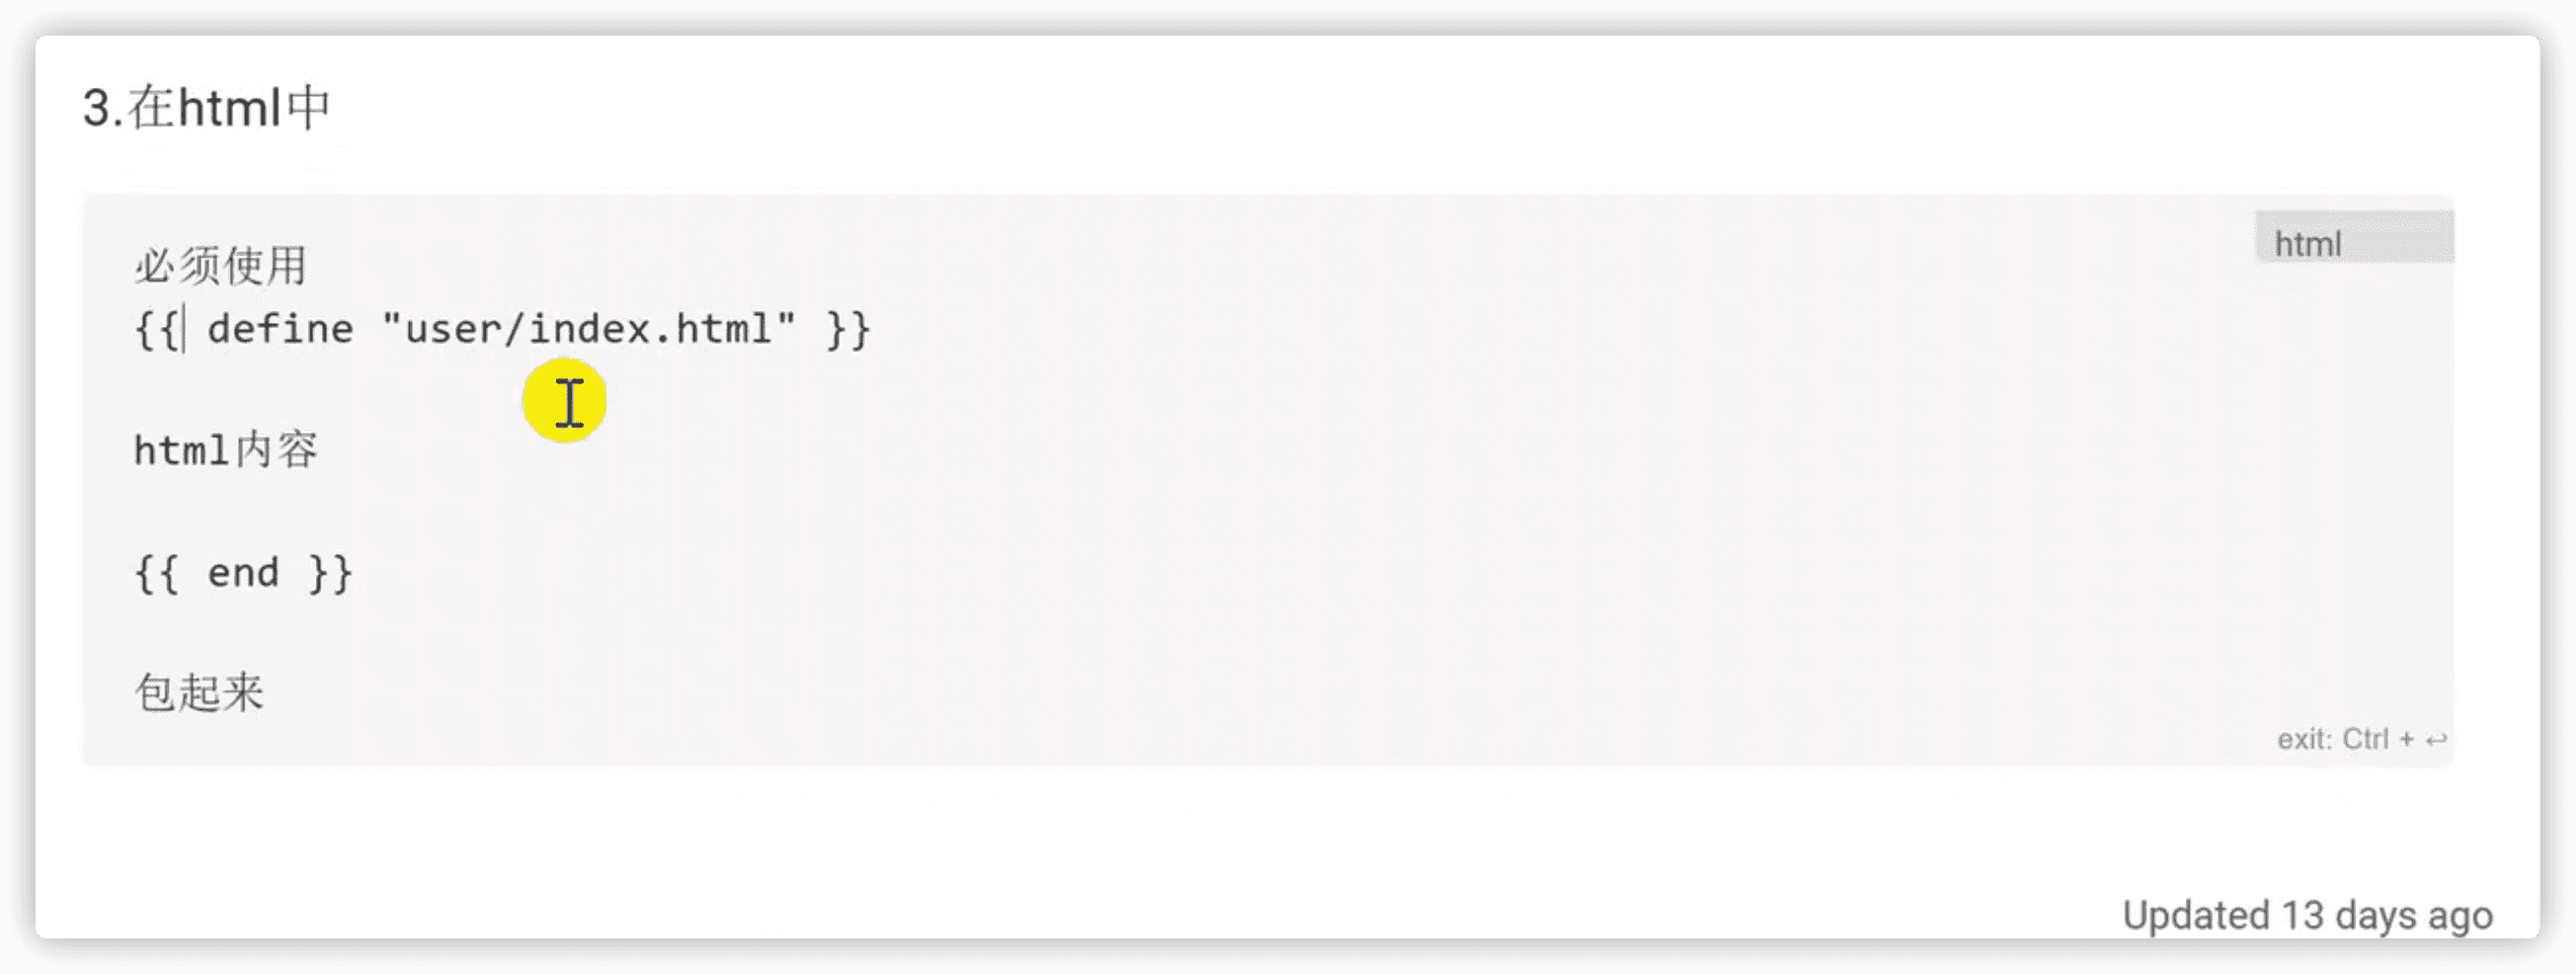 3.在html中
html
必须使用
{{ define "user/index.html" }}
html内容
{{ end }}
包起来
exit: Ctrl + ↩
Updated 13 days ago